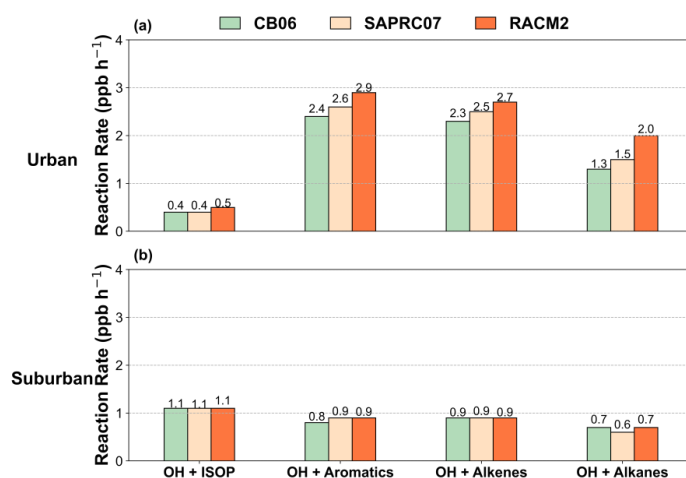 (a) CB06 SAPRC07 RACM2
Urban
Reaction Rate (ppb h⁻¹)
4
3
2
1
0
0.4 0.4 0.5
2.4 2.6 2.9
2.3 2.5 2.7
1.3 1.5 2.0
(b)
Suburban
Reaction Rate (ppb h⁻¹)
4
3
2
1
0
1.1 1.1 1.1
0.8 0.9 0.9
0.9 0.9 0.9
0.7 0.6 0.7
OH + ISOP OH + Aromatics OH + Alkenes OH + Alkanes